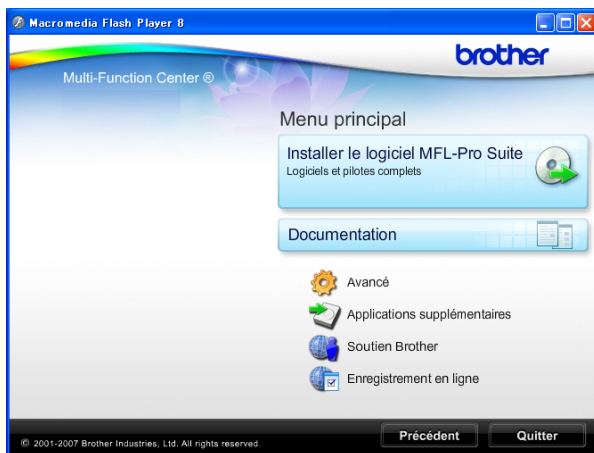 Macromedia Flash Player 8
brother
Multi-Function Center ®
Menu principal
Installer le logiciel MFL-Pro Suite
Logiciels et pilotes complets
Documentation
Avancé
Applications supplémentaires
Soutien Brother
Enregistrement en ligne
© 2001-2007 Brother Industries, Ltd. All rights reserved.
Précédent
Quitter